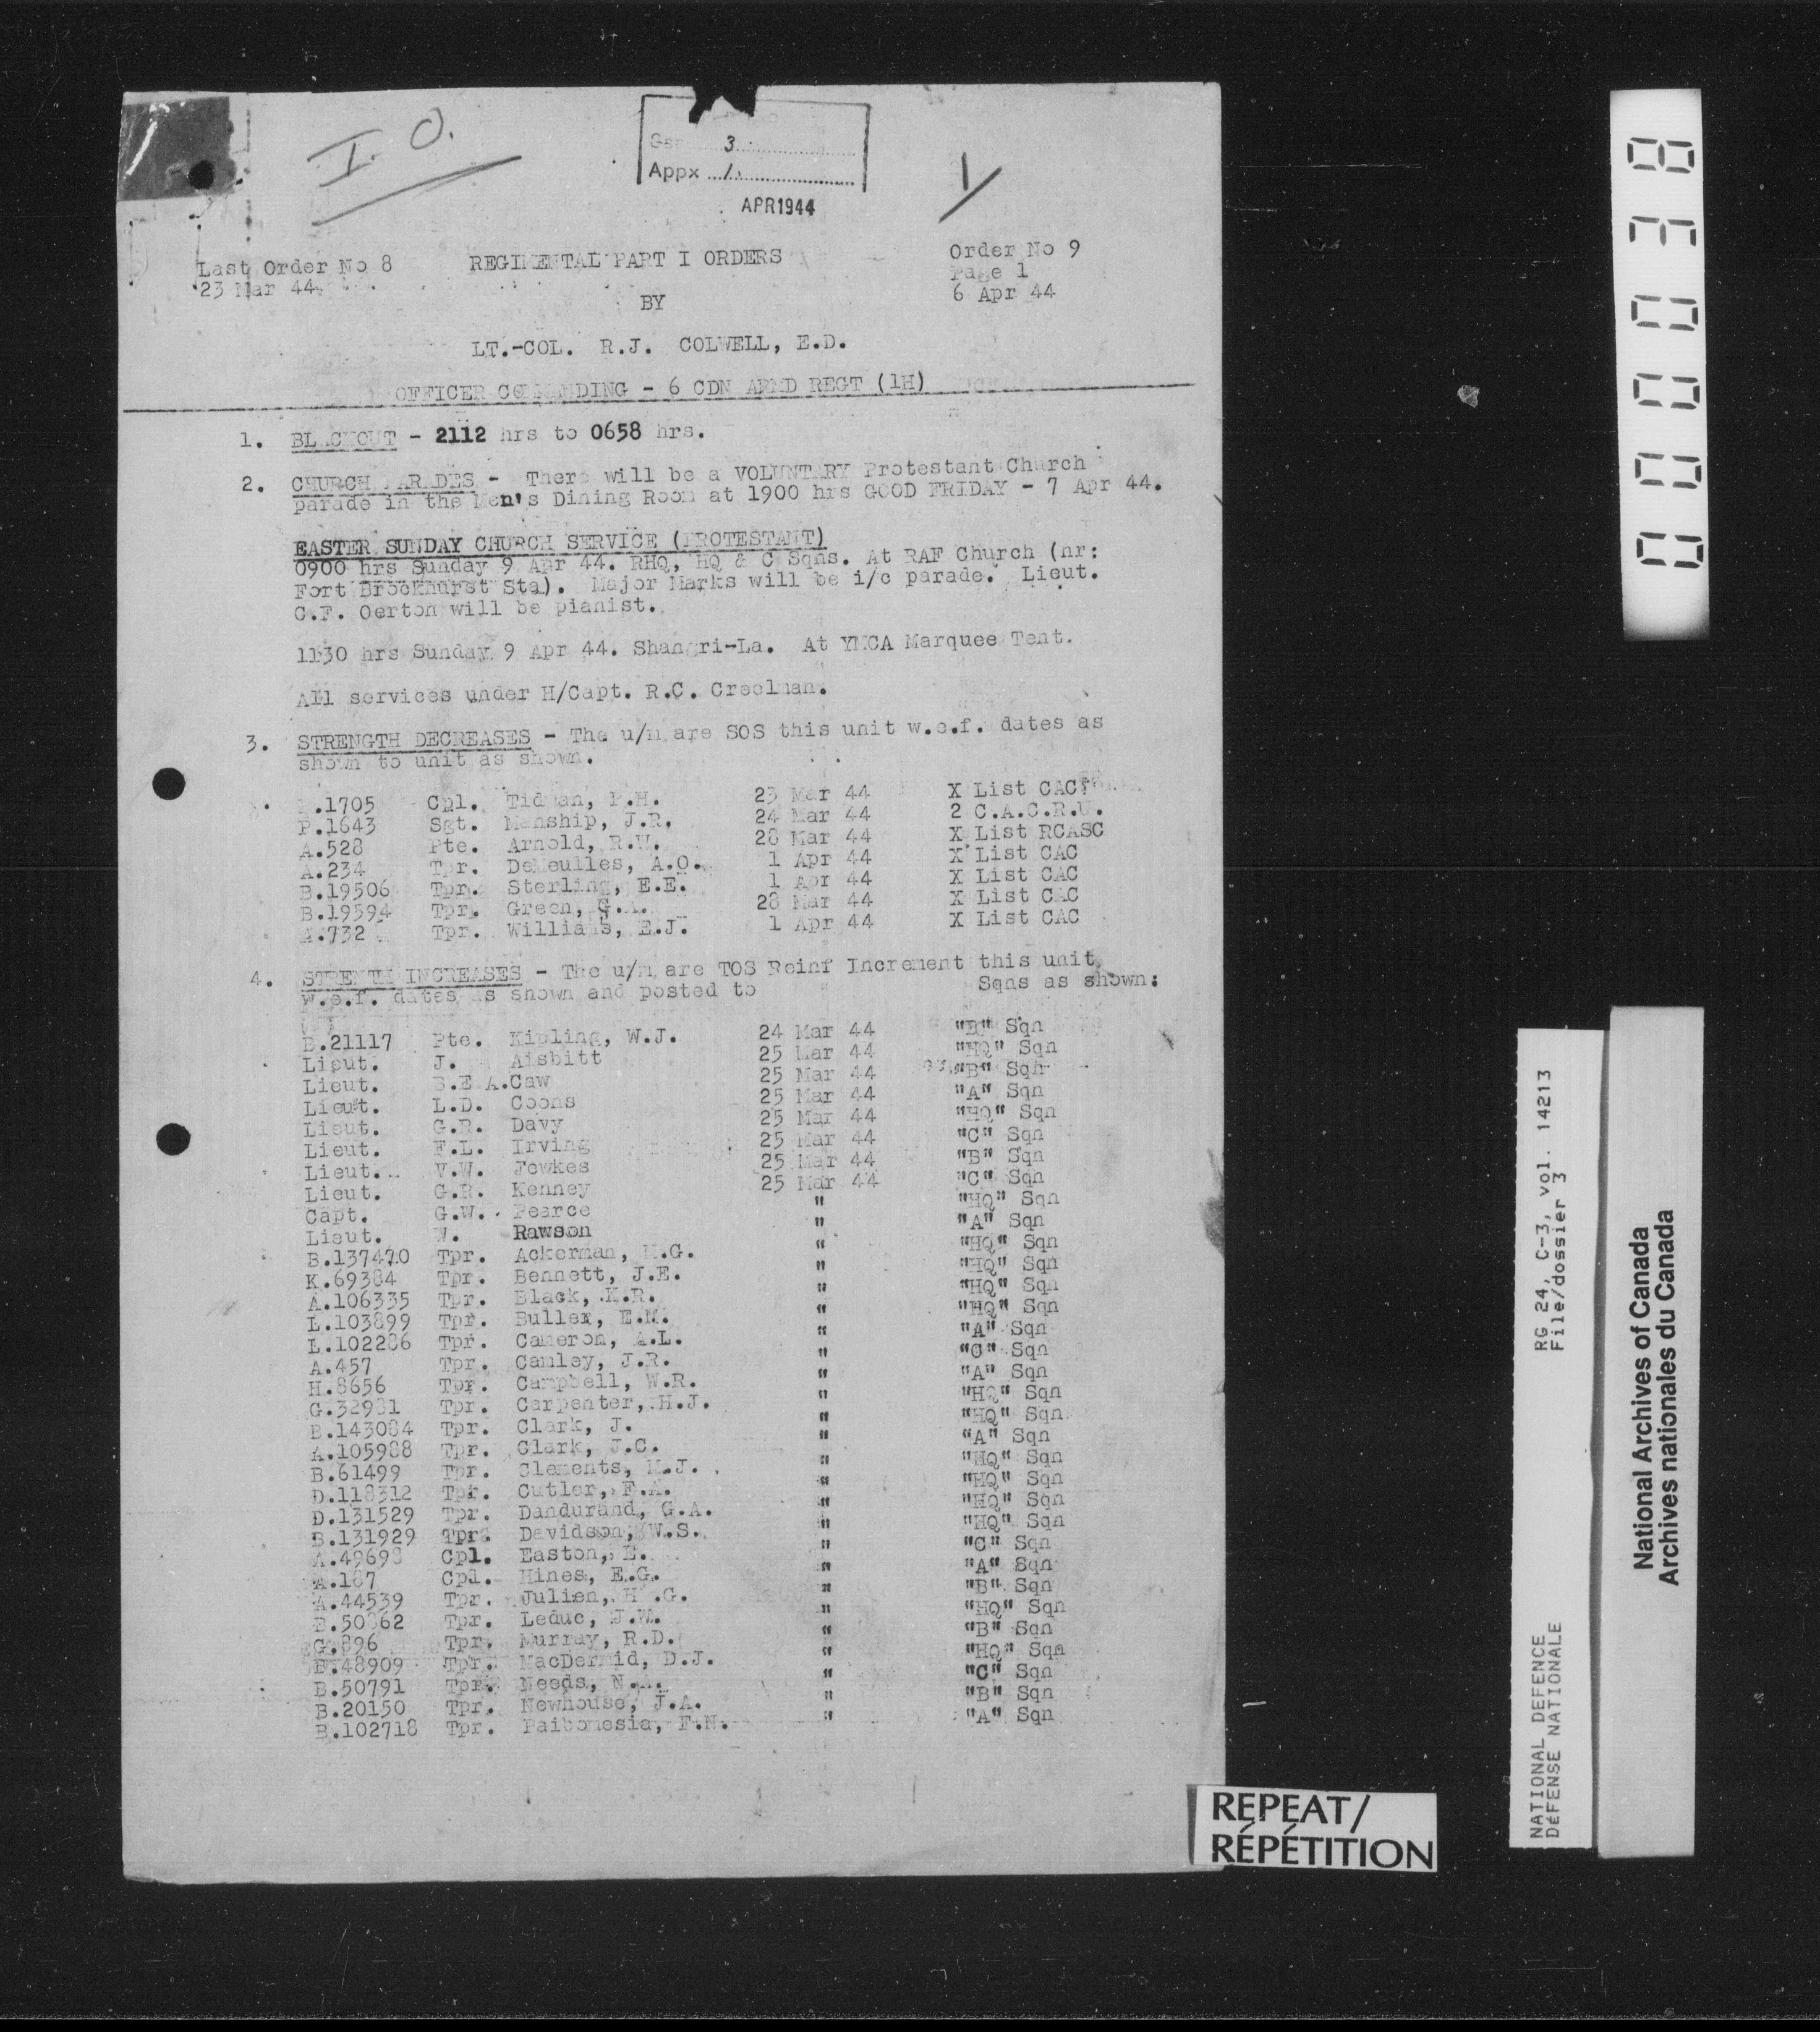 I. O.
Gen 3
Appx 1
APR 1944
1/
Last Order No 8
23 Mar 44
REGIMENTAL PART I ORDERS
Order No 9
Page 1
6 Apr 44
BY
LT.-COL. R.J. COLWELL, E.D.
OFFICER COMMANDING - 6 CDN ARMD REGT (1H)
1. BLACKOUT - 2112 hrs to 0658 hrs.
2. CHURCH PARADES - There will be a VOLUNTARY Protestant Church
parade in the Men's Dining Room at 1900 hrs GOOD FRIDAY - 7 Apr 44.
EASTER SUNDAY CHURCH SERVICE (PROTESTANT)
0900 hrs Sunday 9 Apr 44. RHQ, HQ & C Sqns. At RAF Church (nr:
Fort Brockhurst Sta). Major Marks will be i/c parade. Lieut.
C.F. Oerton will be pianist.
1130 hrs Sunday 9 Apr 44. Shangri-La. At YMCA Marquee Tent.
All services under H/Capt. R.C. Creelman.
3. STRENGTH DECREASES - The u/m are SOS this unit w.e.f. dates as
shown to unit as shown.
.1705 Cpl. Tidman, P.H. 23 Mar 44 X List CAC
P.1643 Sgt. Manship, J.R. 24 Mar 44 2 C.A.C.R.U.
A.528 Pte. Arnold, R.W. 28 Mar 44 X List RCASC
A.234 Tpr. DeMeulles, A.O. 1 Apr 44 X List CAC
B.19506 Tpr. Sterling, E.E. 1 Apr 44 X List CAC
B.19594 Tpr. Green, G.A. 28 Mar 44 X List CAC
A.732 Tpr. Williams, E.J. 1 Apr 44 X List CAC
4. STRENTH INCREASES - The u/m are TOS Reinf Increment this unit,
w.e.f. dates as shown and posted to Sqns as shown:
B.21117 Pte. Kipling, W.J. 24 Mar 44 "B" Sqn
Lieut. J. Aisbitt 25 Mar 44 "HQ" Sqn
Lieut. B.E.A. Caw 25 Mar 44 "B" Sqn
Lieut. L.D. Coons 25 Mar 44 "A" Sqn
Lieut. G.R. Davy 25 Mar 44 "HQ" Sqn
Lieut. F.L. Irving 25 Mar 44 "C" Sqn
Lieut. V.W. Jewkes 25 Mar 44 "B" Sqn
Lieut. G.R. Kenney 25 Mar 44 "C" Sqn
Capt. G.W. Pearce " "HQ" Sqn
Lieut. W. Rawson " "A" Sqn
B.137470 Tpr. Ackerman, .G. " "HQ" Sqn
K.69384 Tpr. Bennett, J.E. " "HQ" Sqn
A.106335 Tpr. Black, K.R. " "HQ" Sqn
L.103899 Tpr. Buller, E.M. " "HQ" Sqn
L.102286 Tpr. Cameron, A.L. " "A" Sqn
A.457 Tpr. Camley, J.R. " "C" Sqn
H.8656 Tpr. Campbell, W.R. " "A" Sqn
G.32981 Tpr. Carpenter, H.J. " "HQ" Sqn
B.143084 Tpr. Clark, J. " "HQ" Sqn
A.105988 Tpr. Clark, J.C. " "A" Sqn
B.61499 Tpr. Clements, M.J. " "HQ" Sqn
D.118312 Tpr. Cutler, F.A. " "HQ" Sqn
D.131529 Tpr. Dandurand, G.A. " "HQ" Sqn
B.131929 Tpr. Davidson, W.S. " "HQ" Sqn
A.49698 Cpl. Easton, E. " "C" Sqn
A.187 Cpl. Hines, E.G. " "A" Sqn
A.44539 Tpr. Julien, H .G. " "B" Sqn
B.50862 Tpr. Leduc, J.W. " "HQ" Sqn
G.896 Tpr. Murray, R.D. " "B" Sqn
B.48909 Tpr. MacDermid, D.J. " "HQ" Sqn
B.50791 Tpr. Needs, N.A. " "C" Sqn
B.20150 Tpr. Newhouse, J.A. " "B" Sqn
B.102718 Tpr. Paibomesia, F.N. " "A" Sqn
REPEAT/
RÉPÉTITION
000038
NATIONAL DEFENCE RG 24, C-3, vol. 14213
DÉFENSE NATIONALE File/dossier 3
National Archives of Canada
Archives nationales du Canada